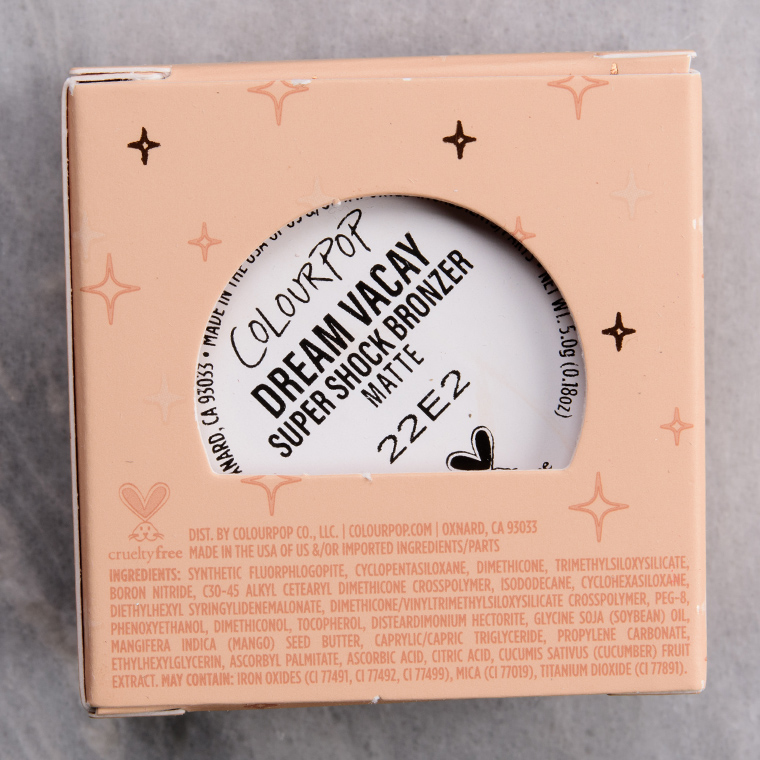 MADE IN THE USA OF US &/OR
NET WT. 5.0g (0.18oz)
NARD, CA 93033 •
COLOURPOP
DREAM VACAY
SUPER SHOCK BRONZER
MATTE
22E2
crueltyfree
DIST. BY COLOURPOP CO., LLC. | COLOURPOP.COM | OXNARD, CA 93033
MADE IN THE USA OF US &/OR IMPORTED INGREDIENTS/PARTS
INGREDIENTS: SYNTHETIC FLUORPHLOGOPITE, CYCLOPENTASILOXANE, DIMETHICONE, TRIMETHYLSILOXYSILICATE,
BORON NITRIDE, C30-45 ALKYL CETEARYL DIMETHICONE CROSSPOLYMER, ISODODECANE, CYCLOHEXASILOXANE,
DIETHYLHEXYL SYRINGYLIDENEMALONATE, DIMETHICONE/VINYLTRIMETHYLSILOXYSILICATE CROSSPOLYMER, PEG-8,
PHENOXYETHANOL, DIMETHICONOL, TOCOPHEROL, DISTEARDIMONIUM HECTORITE, GLYCINE SOJA (SOYBEAN) OIL,
MANGIFERA INDICA (MANGO) SEED BUTTER, CAPRYLIC/CAPRIC TRIGLYCERIDE, PROPYLENE CARBONATE,
ETHYLHEXYLGLYCERIN, ASCORBYL PALMITATE, ASCORBIC ACID, CITRIC ACID, CUCUMIS SATIVUS (CUCUMBER) FRUIT
EXTRACT. MAY CONTAIN: IRON OXIDES (CI 77491, CI 77492, CI 77499), MICA (CI 77019), TITANIUM DIOXIDE (CI 77891).